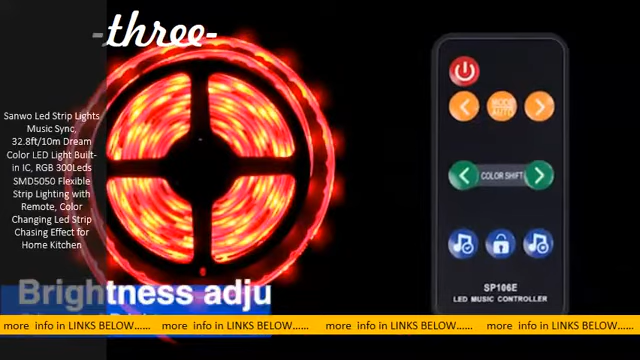 -three-
Sanwo Led Strip Lights
Music Sync,
32.8ft/10m Dream
Color LED Light Built-
in IC, RGB 300Leds
SMD5050 Flexible
Strip Lighting with
Remote, Color
Changing Led Strip
Chasing Effect for
Home Kitchen
MODE
AUTO
COLOR SHIFT
SP106E
LED MUSIC CONTROLLER
Brightness adju
more info in LINKS BELOW...... more info in LINKS BELOW...... more info in LINKS BELOW...... more info in LINKS BELOW......